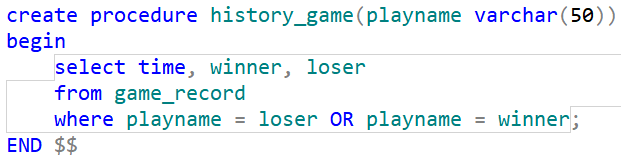 create procedure history_game(playname varchar(50))
begin
    select time, winner, loser
    from game_record
    where playname = loser OR playname = winner;
END $$